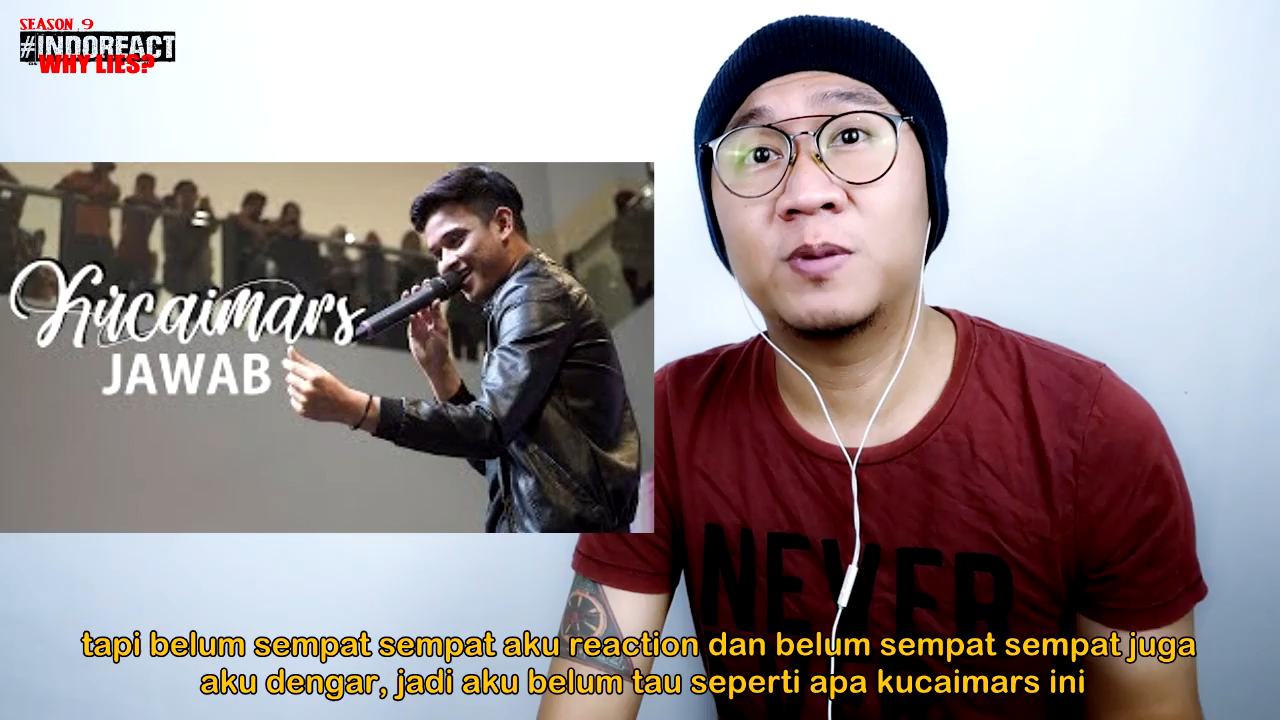 SEASON 9
#INDOREACT
WHY LIES?
Kucaimars
JAWAB
NEVER
tapi belum sempat sempat aku reaction dan belum sempat sempat juga
aku dengar, jadi aku belum tau seperti apa kucaimars ini